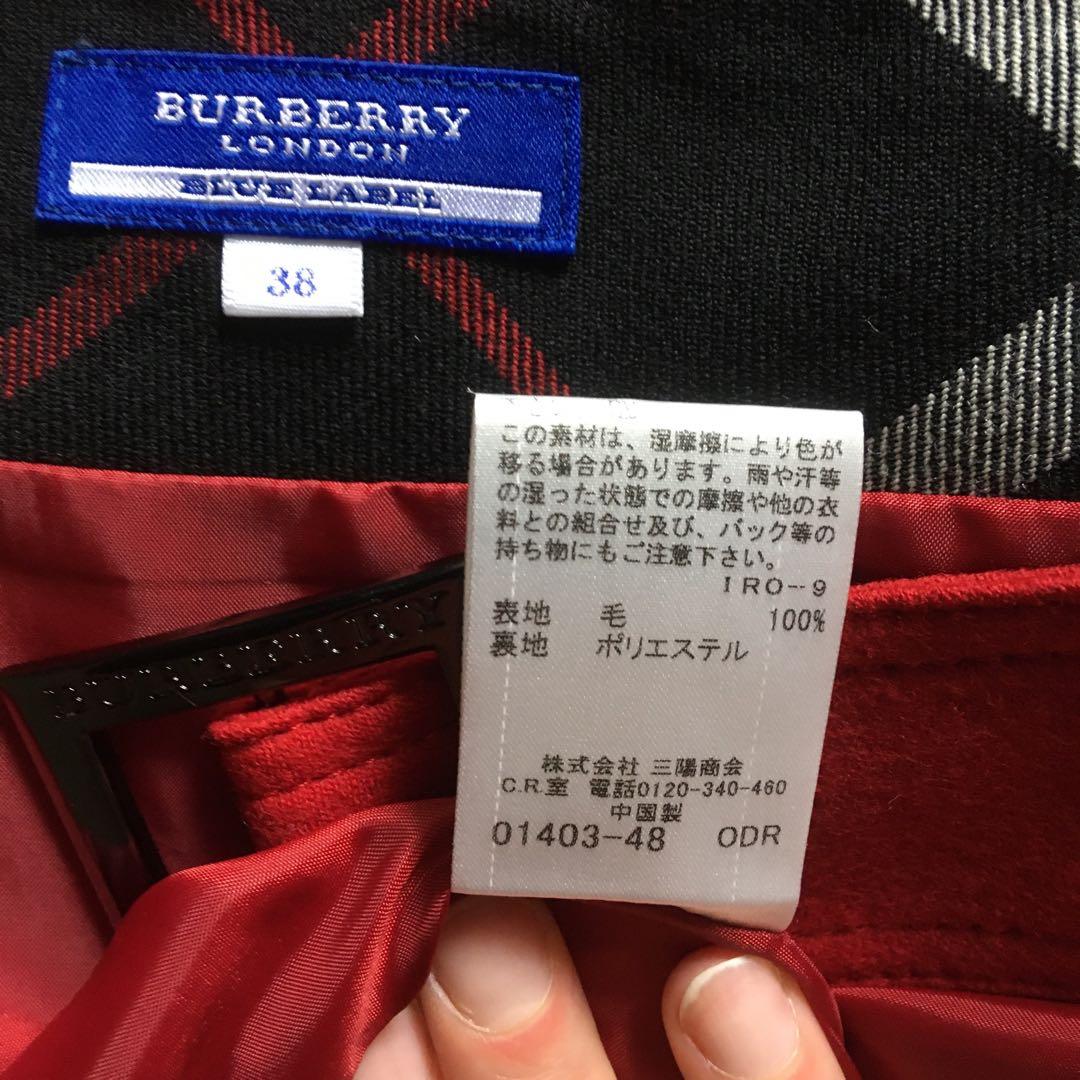 BURBERRY
LONDON
BLUE LABEL
38
この素材は、湿摩擦により色が
移る場合があります。雨や汗等
の湿った状態での摩擦や他の衣
料との組合せ及び、バック等の
持ち物にもご注意下さい。
IRO--9
表地 毛 100%
裏地 ポリエステル
BURBERRY
株式会社 三陽商会
C.R.室 電話0120-340-460
中国製
01403-48 ODR